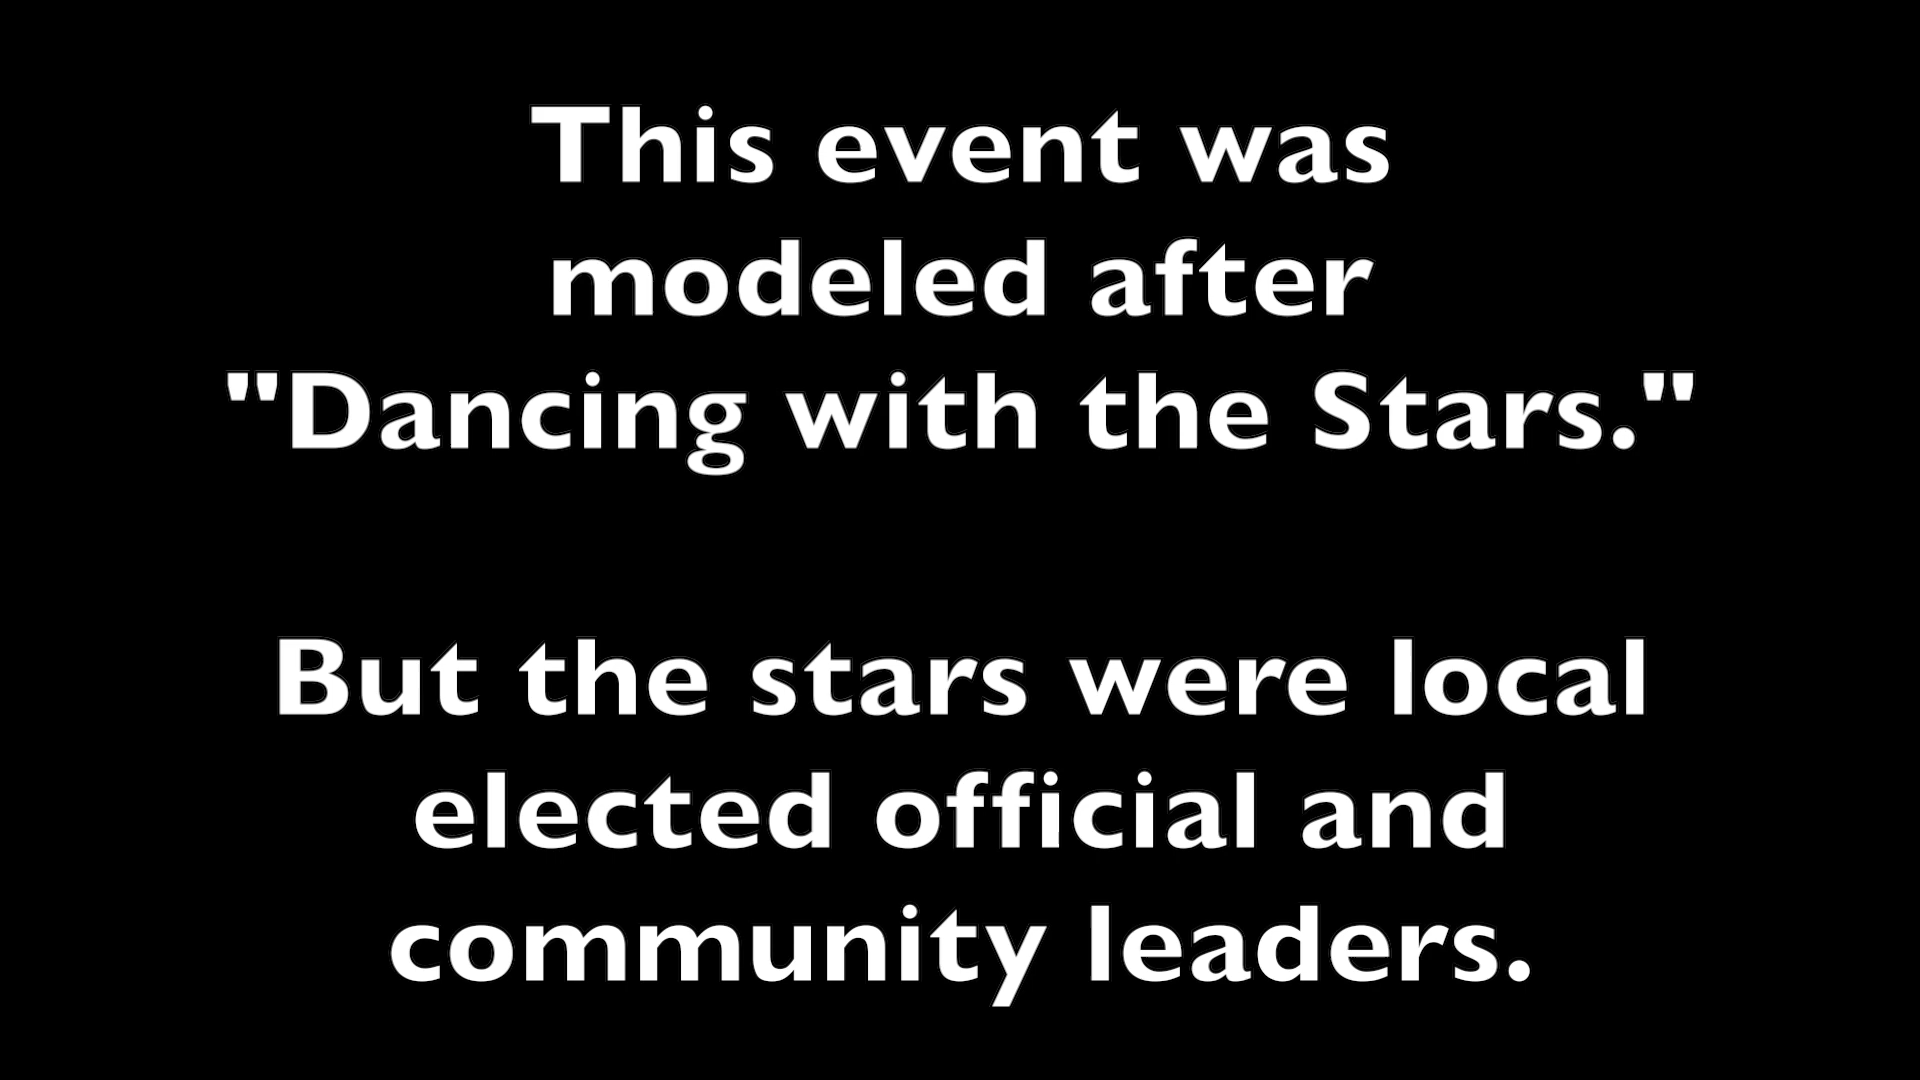 This event was
modeled after
"Dancing with the Stars."
But the stars were local
elected official and
community leaders.